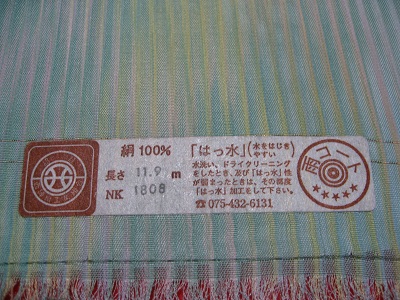 絹 100%
長さ 11.9 m
NK 1808
「はっ水」(水をはじきやすい)
水洗い、ドライクリーニング
をしたとき、及び「はっ水」性
が弱まったときは、その都度
「はっ水」加工をして下さい。
☎ 075-432-6131
雨コート